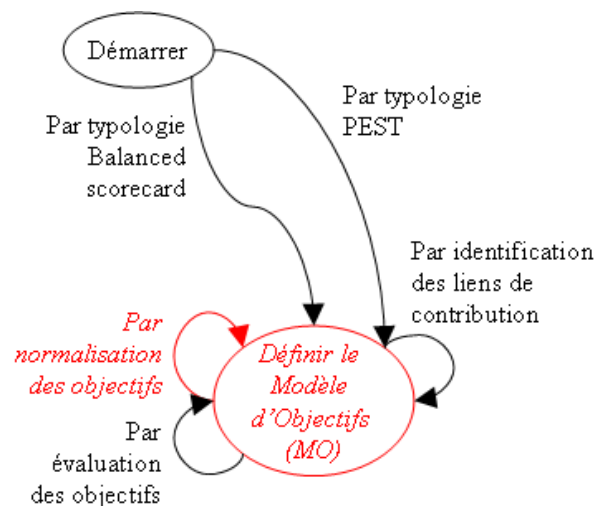 Démarrer
Par typologie
Balanced
scorecard
Par typologie
PEST
Par identification
des liens de
contribution
Par
normalisation
des objectifs
Définir le
Modèle
d'Objectifs
(MO)
Par
évaluation
des objectifs